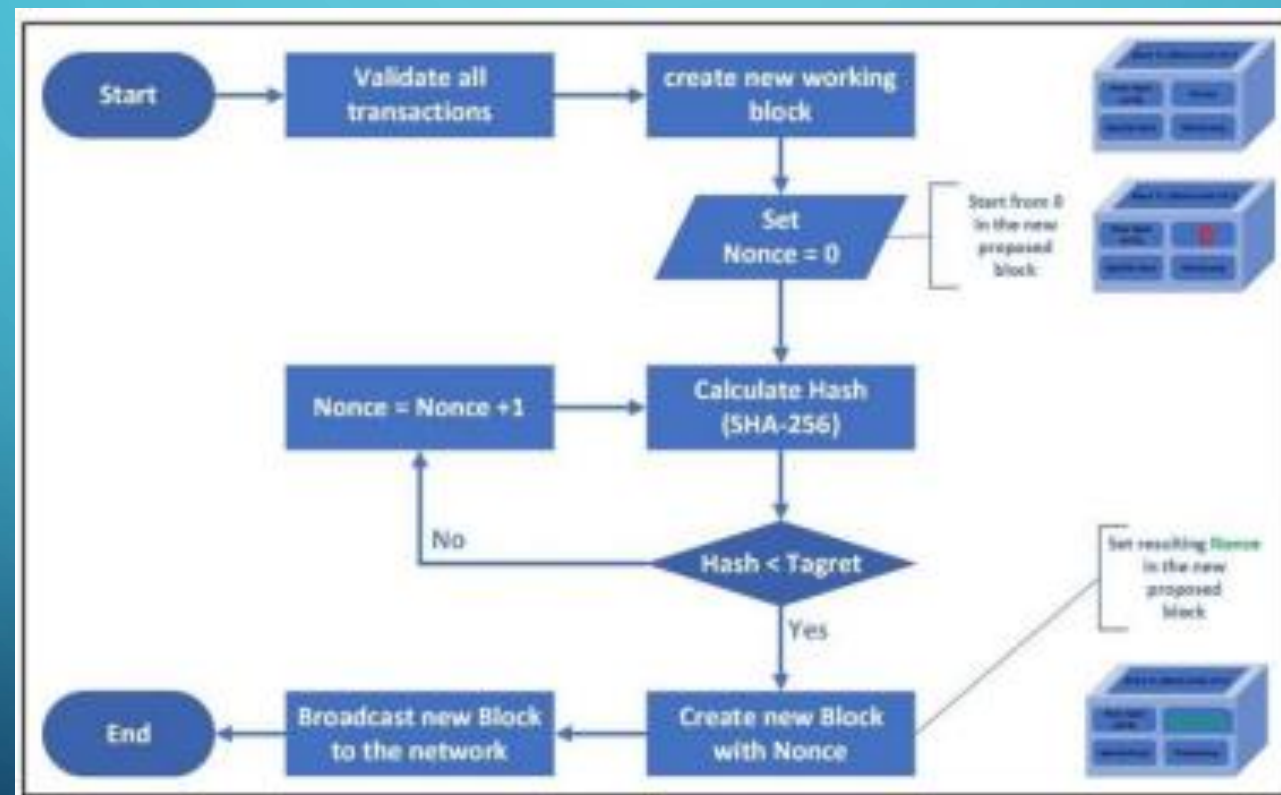 Start
Validate all
transactions
create new working
block
Set
Nonce = 0
Start from 0
in the new
proposed
block
0
Nonce = Nonce +1
Calculate Hash
(SHA-256)
No
Hash < Tagret
Yes
Set resulting Nonce
in the new
proposed
block
End
Broadcast new Block
to the network
Create new Block
with Nonce